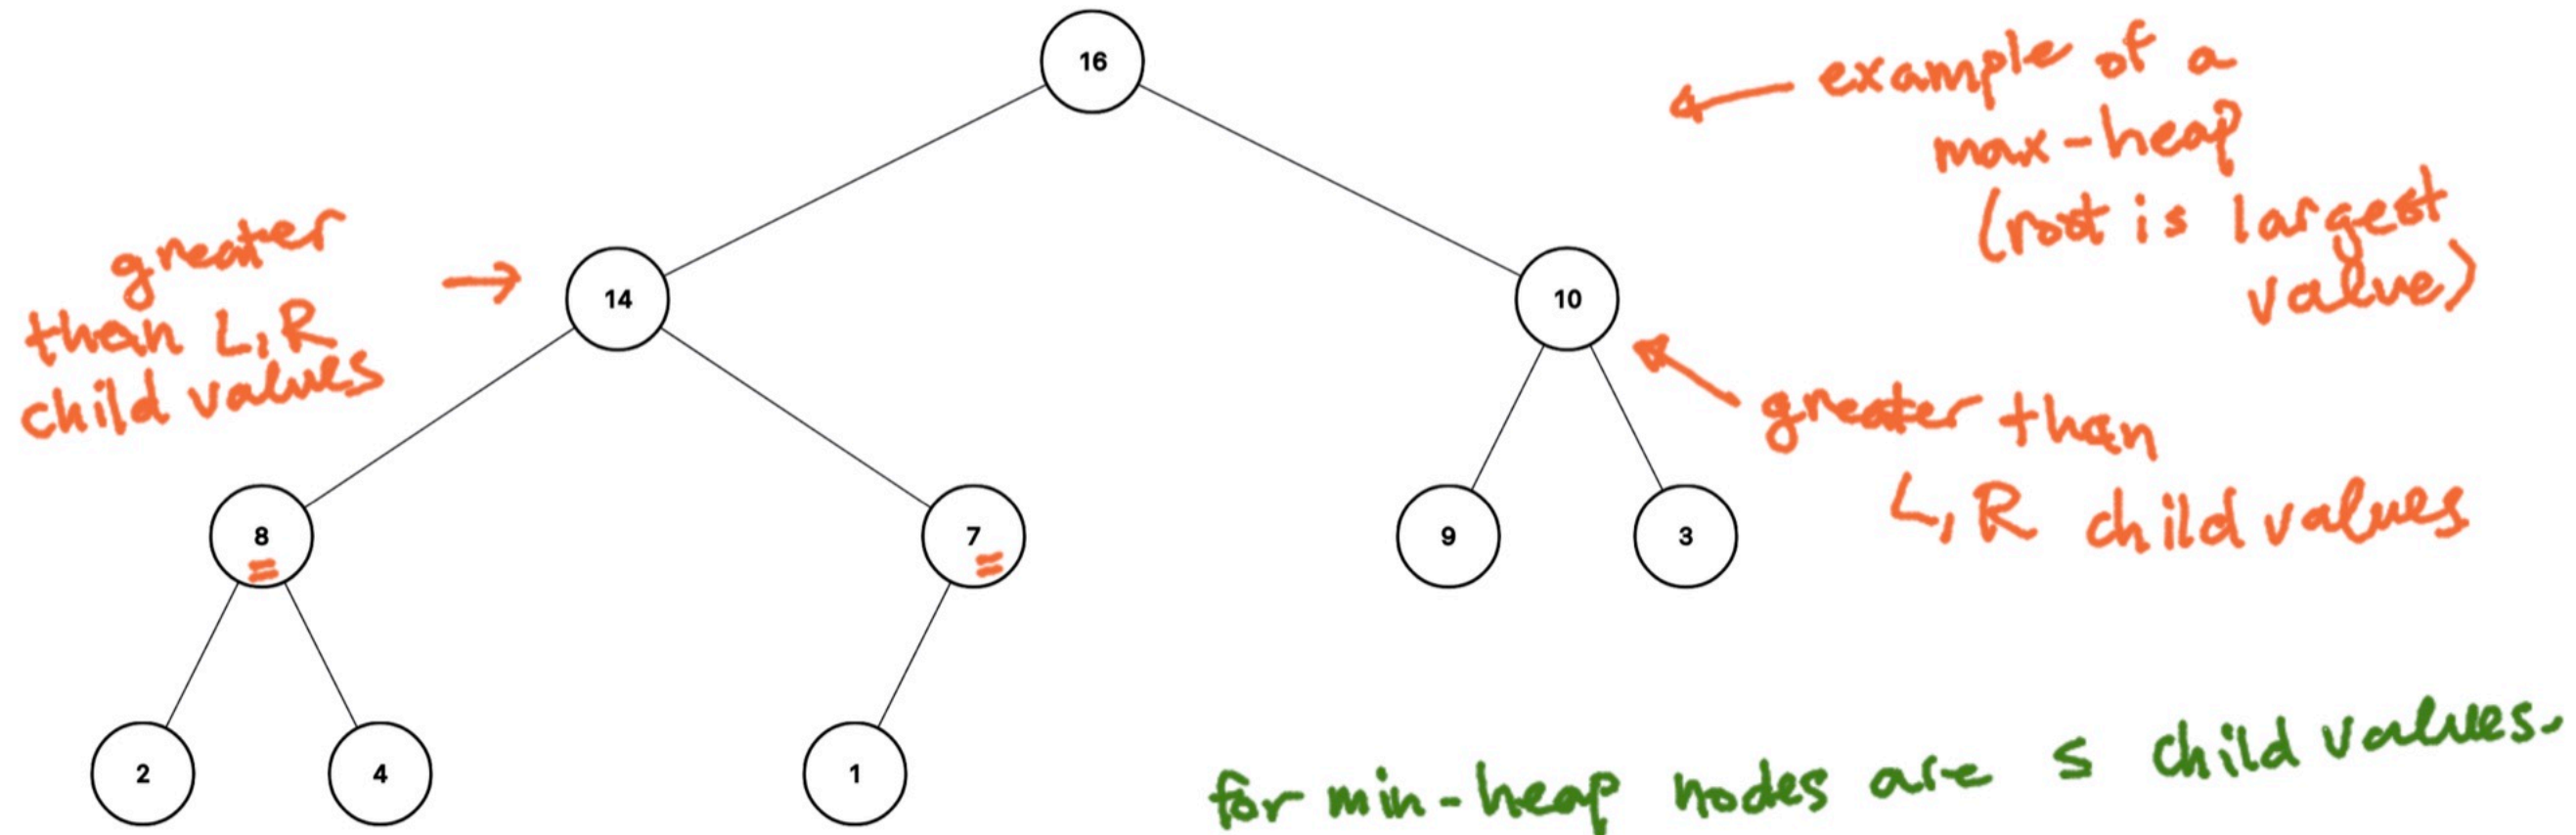 16
← example of a
max-heap
(root is largest
value)
greater →
than L,R
child values
14
10
← greater than
L,R child values
8
7
9
3
2
4
1
for min-heap nodes are ≤ child values.